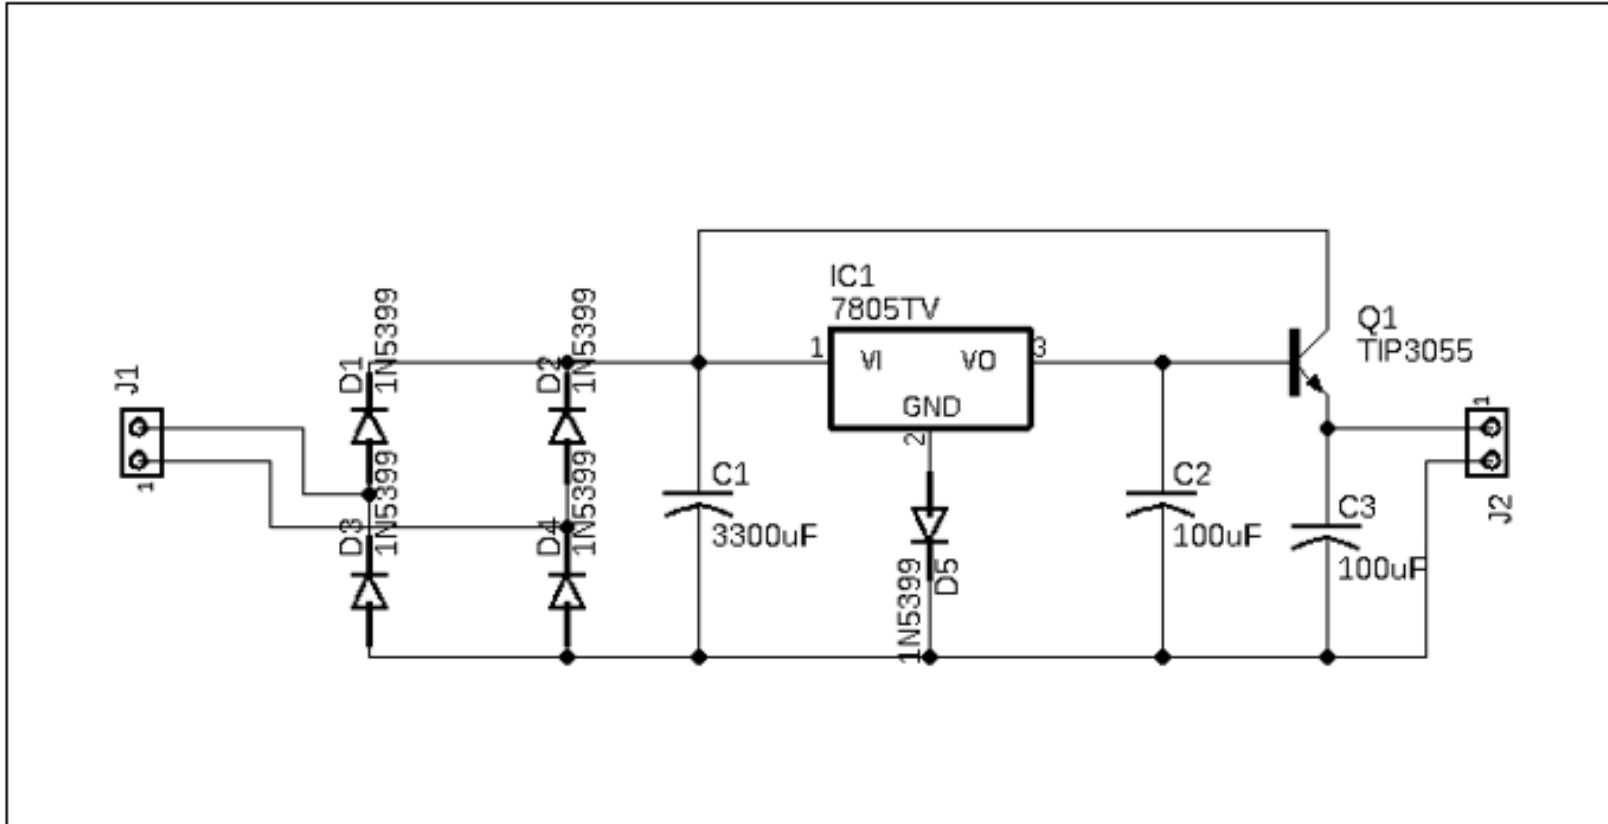 J1
1
D1
1N5399
D2
1N5399
D3
1N5399
D4
1N5399
C1
3300uF
IC1
7805TV
1
VI
VO
3
GND
2
1N5399
D5
C2
100uF
Q1
TIP3055
C3
100uF
1
J2